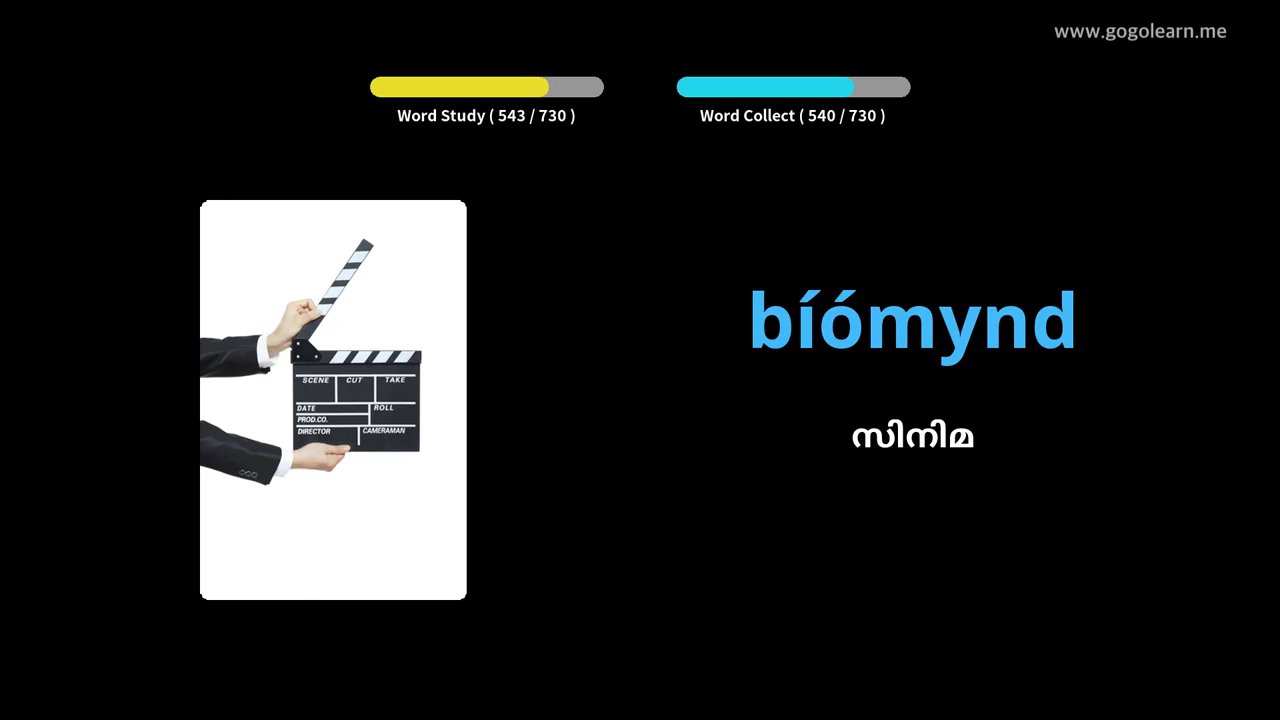 www.gogolearn.me
Word Study ( 543 / 730 )
Word Collect ( 540 / 730 )
SCENE CUT TAKE
DATE ROLL
PROD.CO.
DIRECTOR CAMERAMAN
bíómynd
സിനിമ